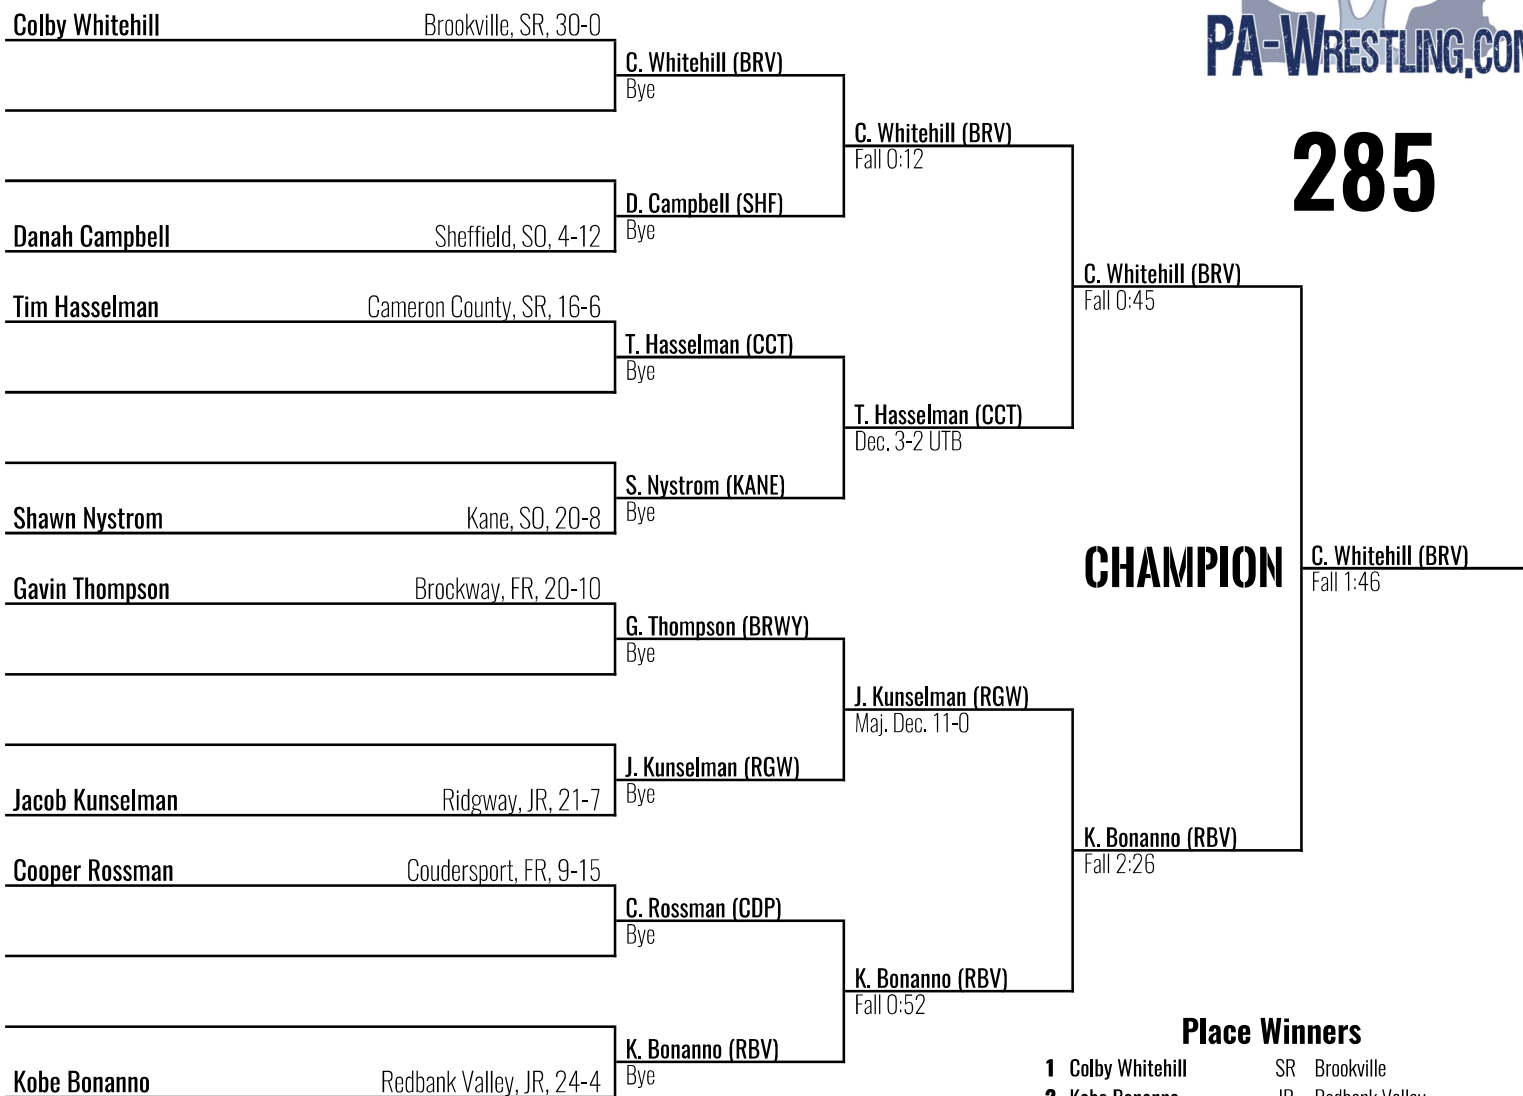 Colby Whitehill Brookville, SR, 30-0
C. Whitehill (BRV)
Bye
C. Whitehill (BRV)
Fall 0:12
D. Campbell (SHF)
Bye
Danah Campbell Sheffield, SO, 4-12
C. Whitehill (BRV)
Fall 0:45
Tim Hasselman Cameron County, SR, 16-6
T. Hasselman (CCT)
Bye
T. Hasselman (CCT)
Dec. 3-2 UTB
S. Nystrom (KANE)
Bye
Shawn Nystrom Kane, SO, 20-8
CHAMPION
C. Whitehill (BRV)
Fall 1:46
Gavin Thompson Brockway, FR, 20-10
G. Thompson (BRWY)
Bye
J. Kunselman (RGW)
Maj. Dec. 11-0
J. Kunselman (RGW)
Bye
Jacob Kunselman Ridgway, JR, 21-7
K. Bonanno (RBV)
Fall 2:26
Cooper Rossman Coudersport, FR, 9-15
C. Rossman (CDP)
Bye
K. Bonanno (RBV)
Fall 0:52
K. Bonanno (RBV)
Bye
Kobe Bonanno Redbank Valley, JR, 24-4
PA-WRESTLING.COM
285
Place Winners
1 Colby Whitehill SR Brookville
2 Kobe Bonanno JR Redbank Valley